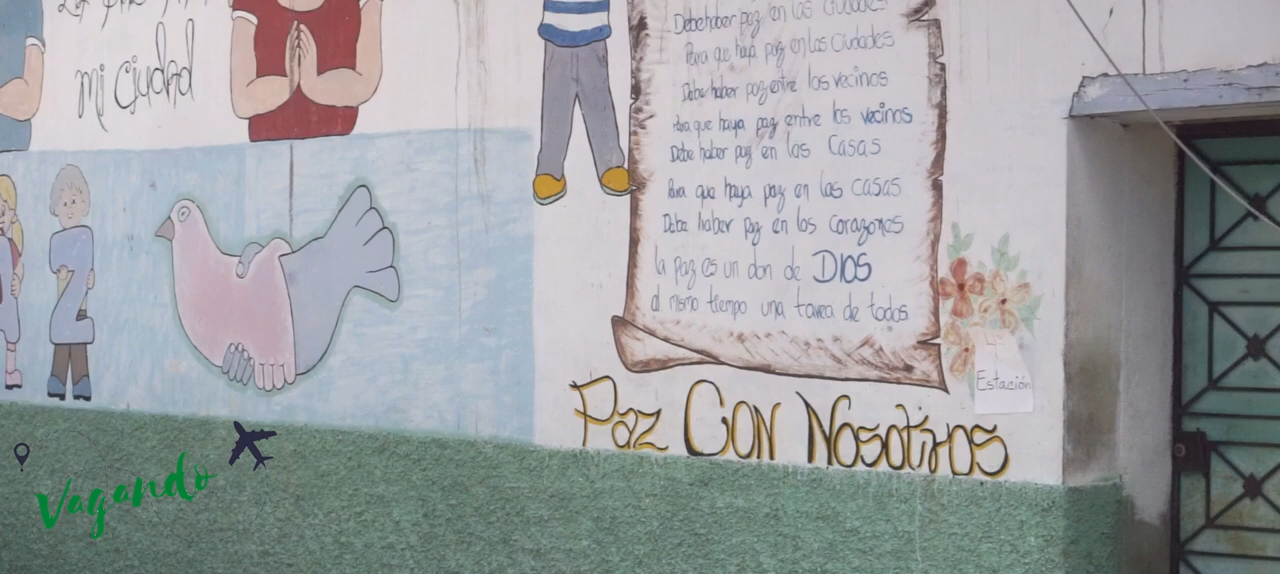 mi Ciudad
Debe haber paz en las ciudades
Para que haya paz en las Ciudades
Debe haber paz entre los vecinos
Para que haya paz entre los vecinos
Debe haber paz en las Casas
Para que haya paz en las casas
Debe haber paz en los corazones
la paz es un don de DIOS
al mismo tiempo una tarea de todos
Paz CON Nosotros
Estación
Z
Vagando